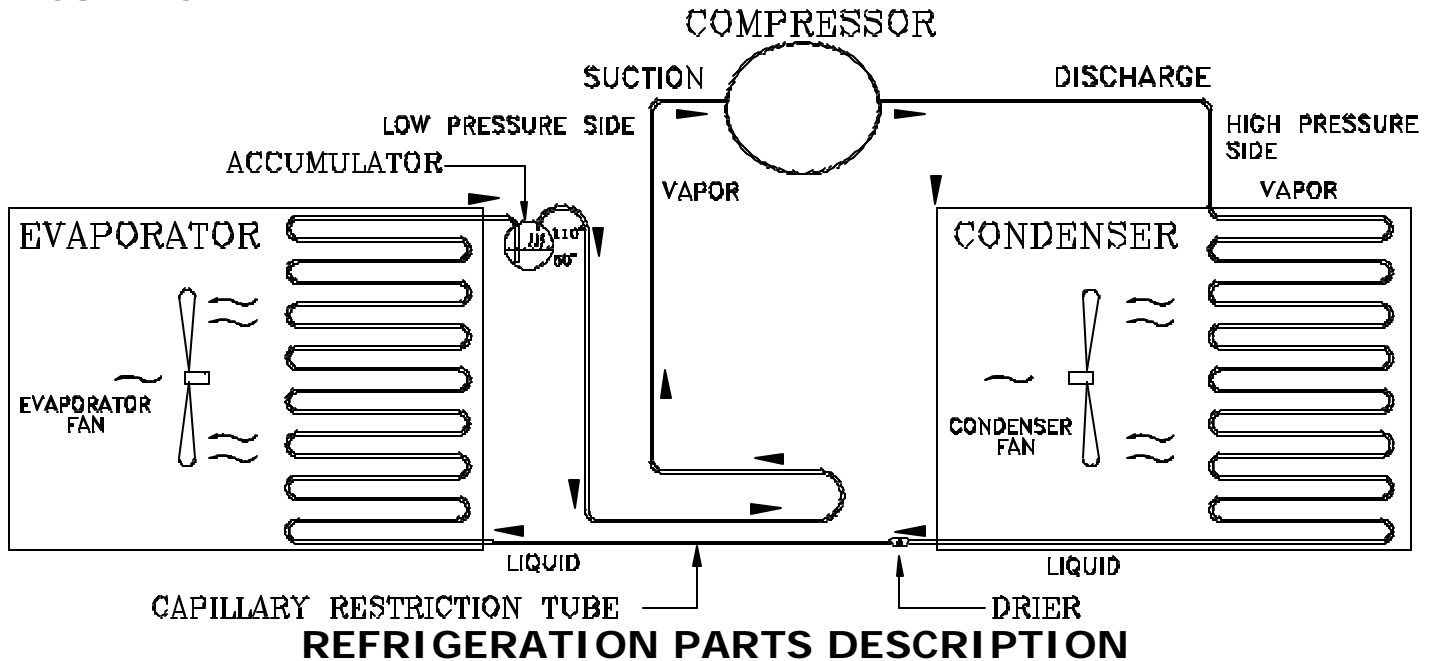 COMPRESSOR
SUCTION
DISCHARGE
LOW PRESSURE SIDE
HIGH PRESSURE
SIDE
ACCUMULATOR
VAPOR
VAPOR
EVAPORATOR
CONDENSER
110
EVAPORATOR
FAN
CONDENSER
FAN
LIQUID
LIQUID
CAPILLARY RESTRICTION TUBE
DRIER
REFRIGERATION PARTS DESCRIPTION